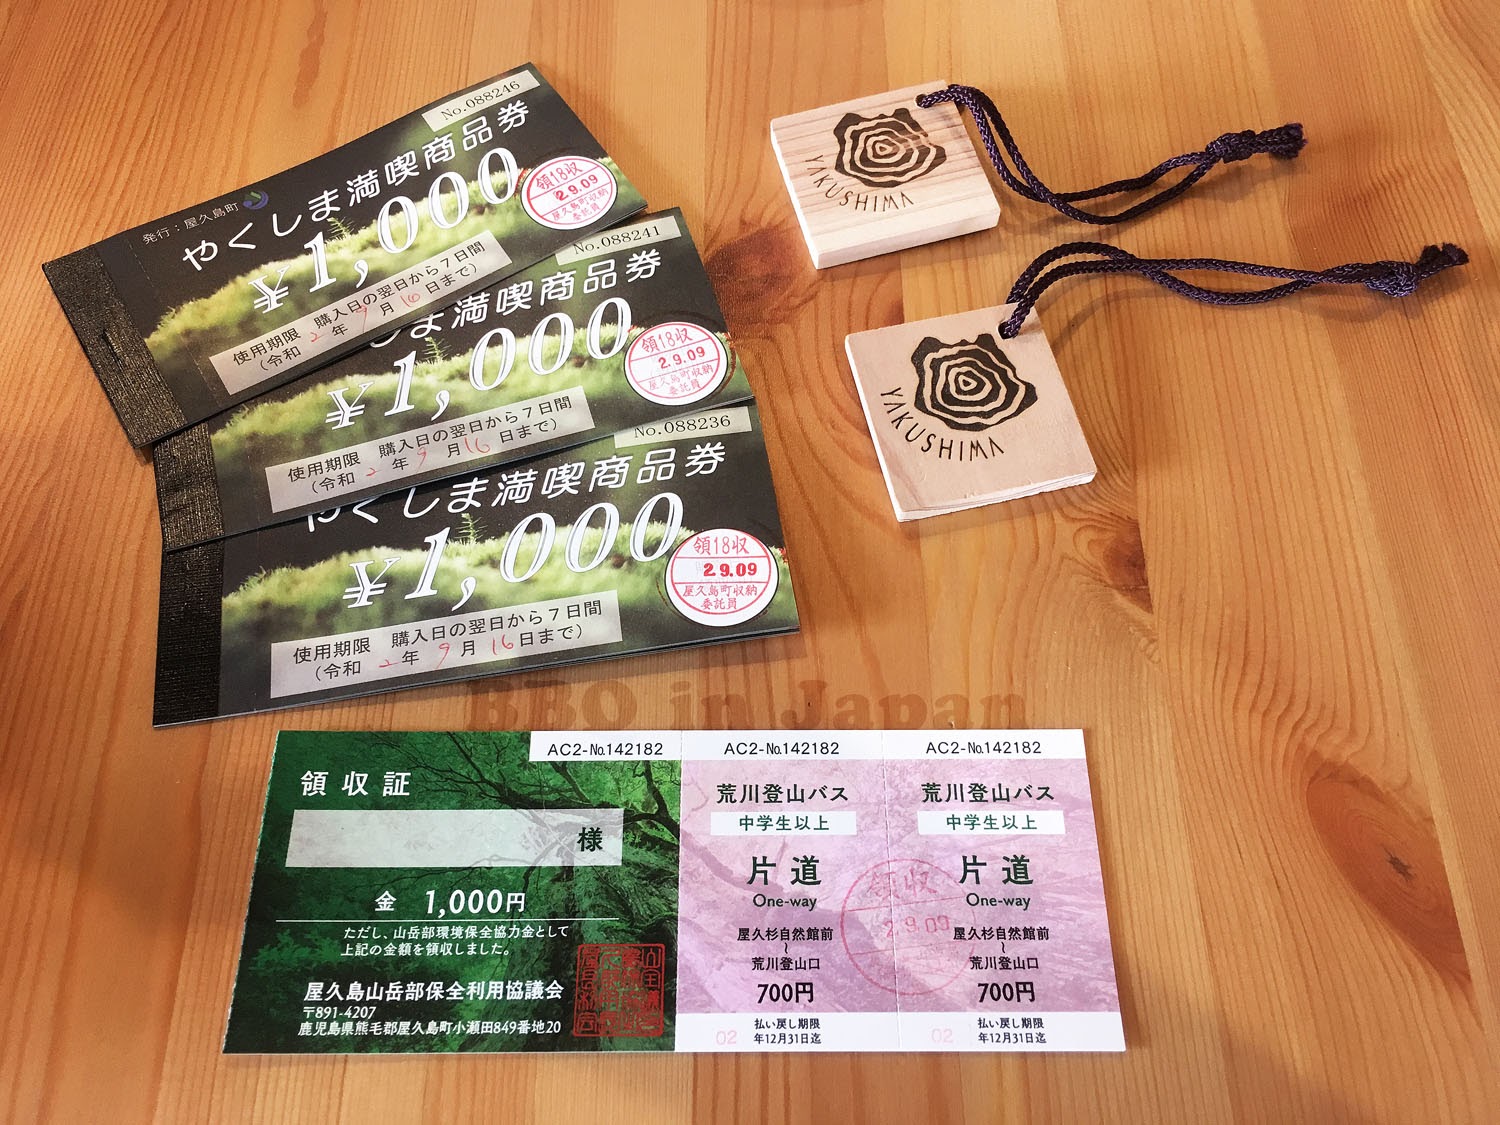 No.088246
発行：屋久島町
やくしま満喫商品券
¥1,000
使用期限 購入日の翌日から７日間
(令和 2 年 9 月 16 日まで)
領18収
2.9.09
屋久島町収納
委託員
No.088241
しま満喫商品券
¥1,000
使用期限 購入日の翌日から７日間
(令和 2 年 9 月 16 日まで)
領18収
2.9.09
屋久島町収納
委託員
No.088236
やくしま満喫商品券
¥1,000
使用期限 購入日の翌日から７日間
(令和 2 年 9 月 16 日まで)
領18収
2.9.09
屋久島町収納
委託員
YAKUSHIMA
YAKUSHIMA
BBQ in Japan
AC2-№142182
領収証
様
金 1,000円
ただし、山岳部環境保全協力金として
上記の金額を領収しました。
屋久島山岳部保全利用協議会
〒891-4207
鹿児島県熊毛郡屋久島町小瀬田849番地20
AC2-№142182
荒川登山バス
中学生以上
片道
One-way
屋久杉自然館前
～
荒川登山口
700円
払い戻し期限
02 年12月31日迄
領収
2.9.09
AC2-№142182
荒川登山バス
中学生以上
片道
One-way
屋久杉自然館前
～
荒川登山口
700円
払い戻し期限
02 年12月31日迄